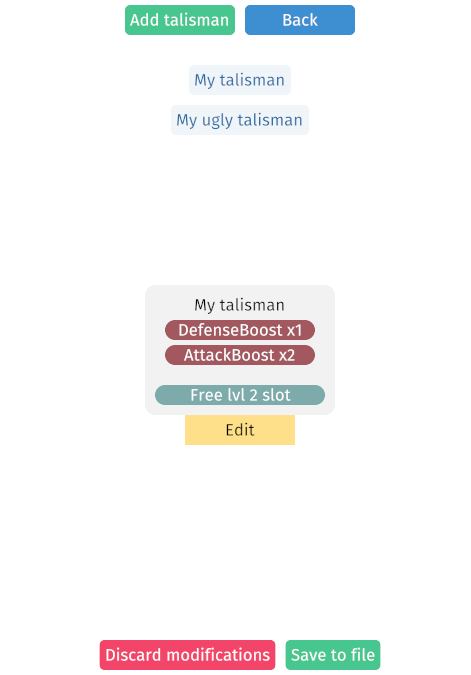 Add talisman Back
My talisman
My ugly talisman
My talisman
DefenseBoost x1
AttackBoost x2
Free lvl 2 slot
Edit
Discard modifications Save to file